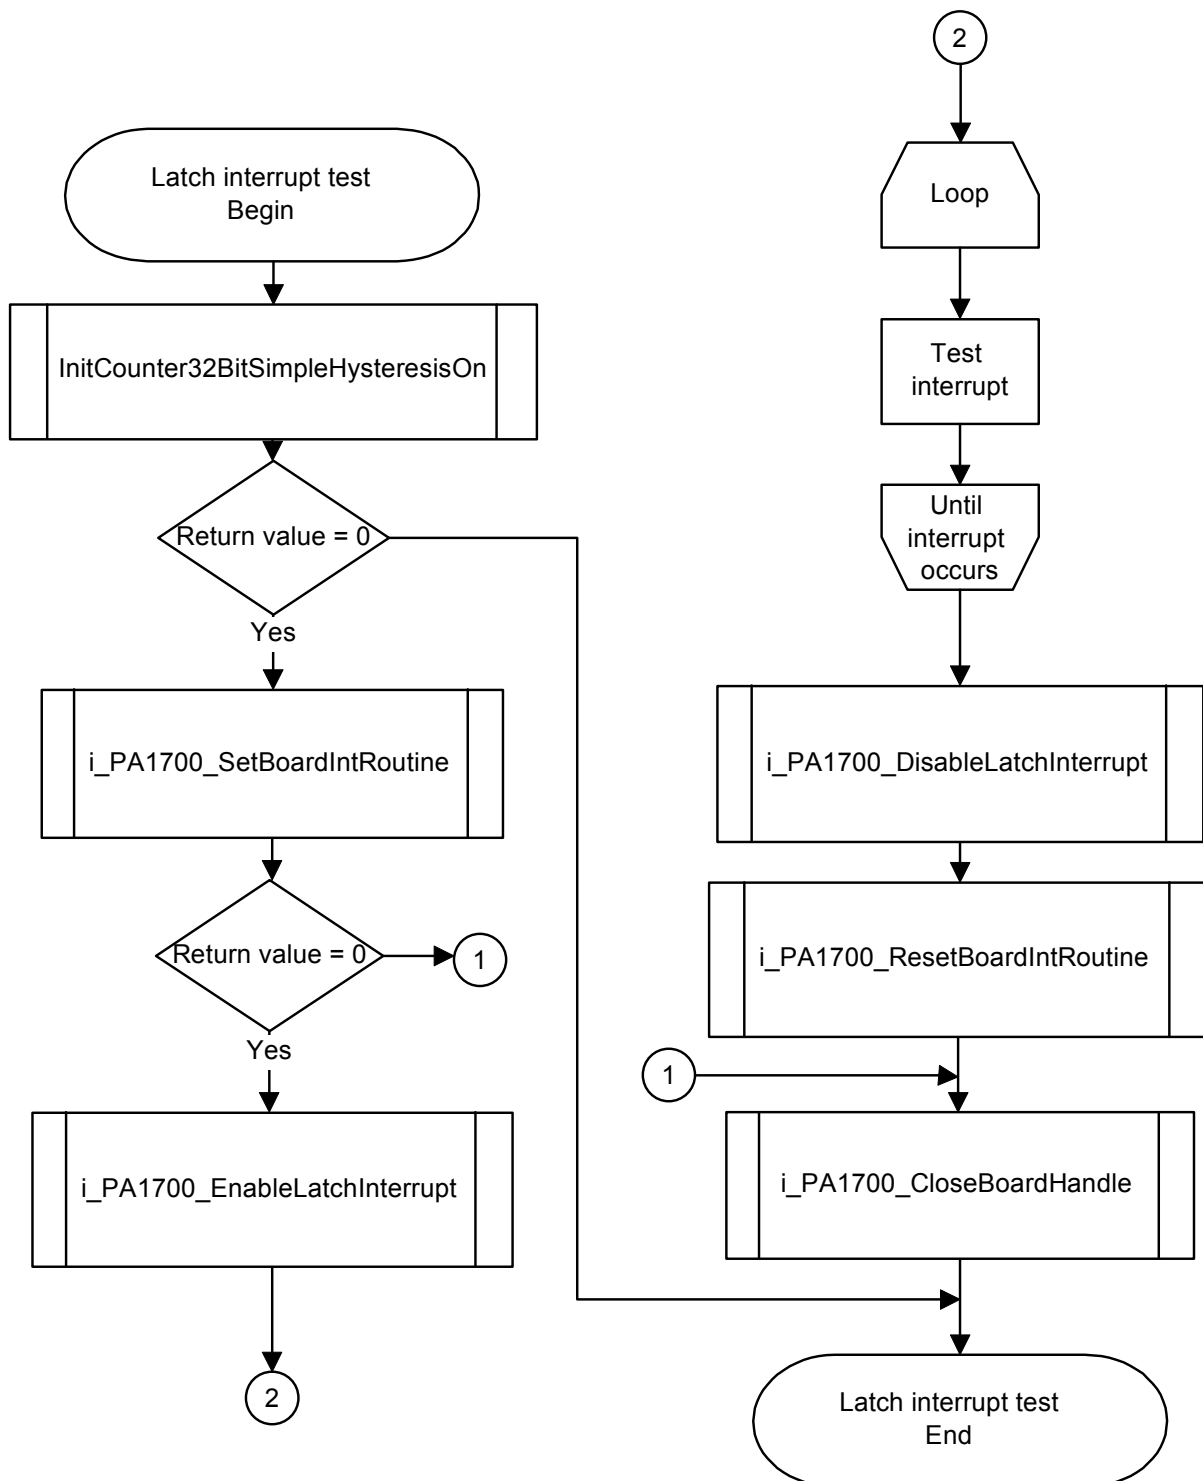 Latch interrupt test
Begin
InitCounter32BitSimpleHysteresisOn
Return value = 0
Yes
i_PA1700_SetBoardIntRoutine
Return value = 0
1
Yes
i_PA1700_EnableLatchInterrupt
2
2
Loop
Test
interrupt
Until
interrupt
occurs
i_PA1700_DisableLatchInterrupt
i_PA1700_ResetBoardIntRoutine
1
i_PA1700_CloseBoardHandle
Latch interrupt test
End